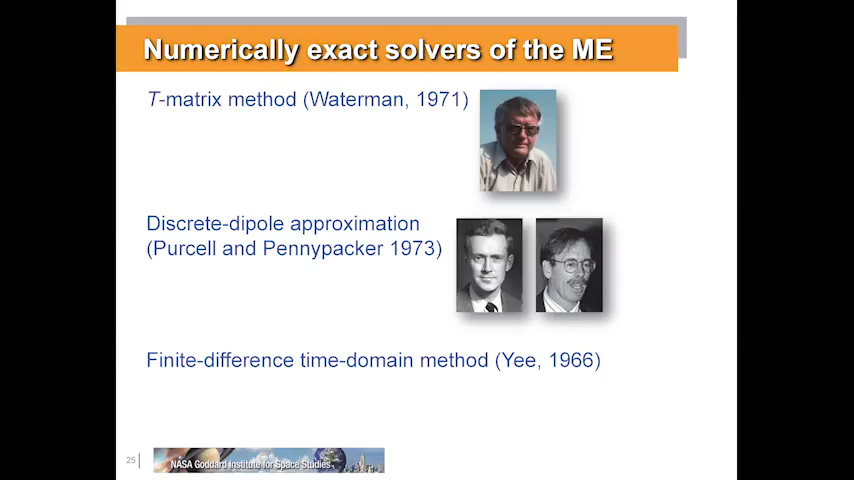 Numerically exact solvers of the ME
T-matrix method (Waterman, 1971)
Discrete-dipole approximation
(Purcell and Pennypacker 1973)
Finite-difference time-domain method (Yee, 1966)
25
NASA Goddard Institute for Space Studies